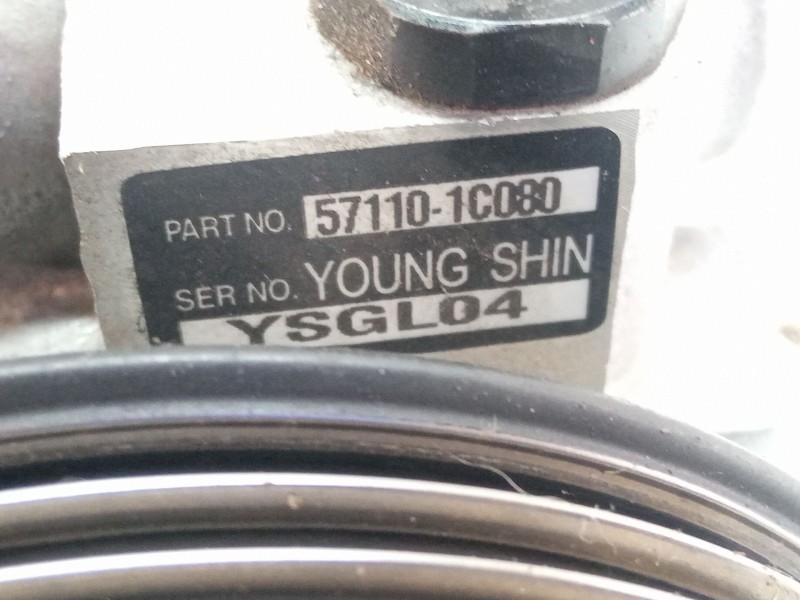 PART NO. 57110-1C080
SER NO. YOUNG SHIN
YSGL04